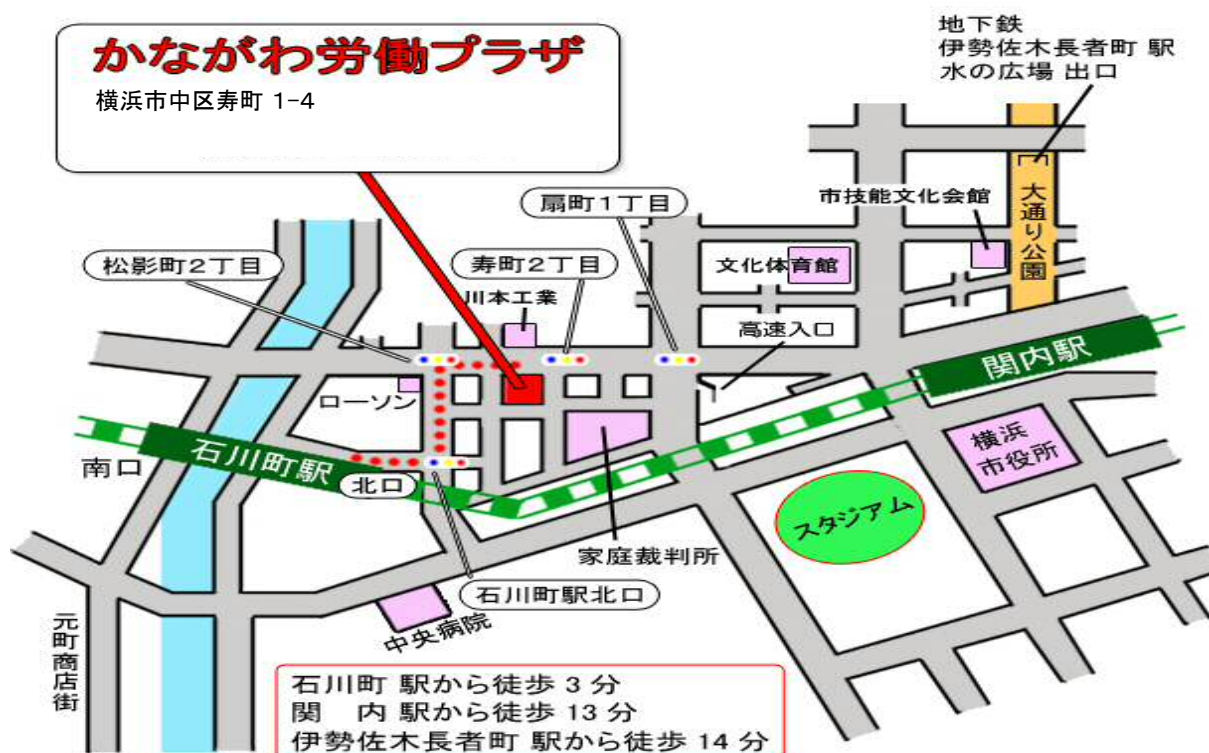 かながわ労働プラザ
横浜市中区寿町 1-4
地下鉄
伊勢佐木長者町 駅
水の広場 出口
扇町1丁目
市技能文化会館
大通り公園
松影町2丁目
寿町2丁目
文化体育館
川本工業
高速入口
関内駅
ローソン
石川町駅
南口
北口
横浜
市役所
スタジアム
家庭裁判所
石川町駅北口
中央病院
元町商店街
石川町 駅から徒歩 3 分
関 内 駅から徒歩 13 分
伊勢佐木長者町 駅から徒歩 14 分